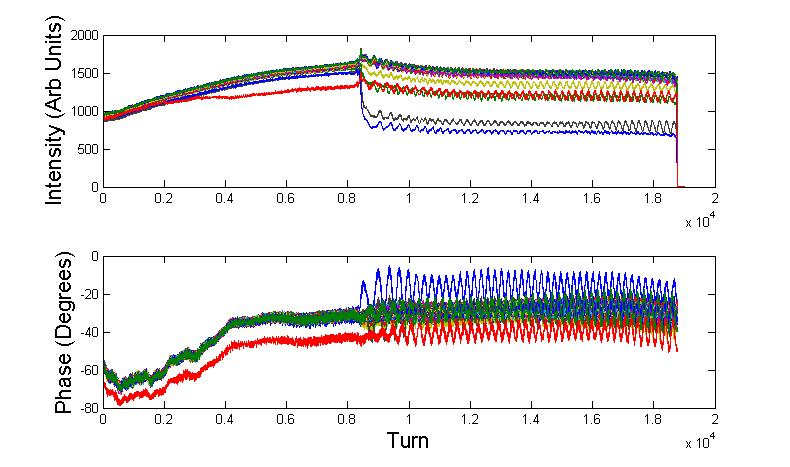 Intensity (Arb Units)
2000
1500
1000
500
0
0 0.2 0.4 0.6 0.8 1 1.2 1.4 1.6 1.8 2
x 10^4
Phase (Degrees)
0
-20
-40
-60
-80
0 0.2 0.4 0.6 0.8 1 1.2 1.4 1.6 1.8 2
x 10^4
Turn